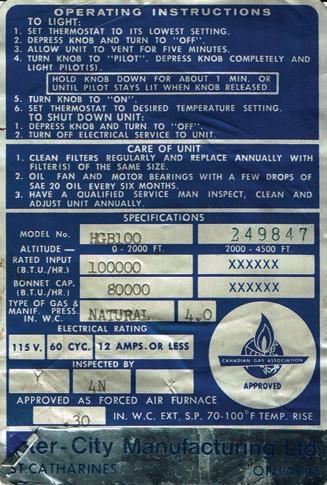 OPERATING INSTRUCTIONS
TO LIGHT:
1. SET THERMOSTAT TO ITS LOWEST SETTING.
2. DEPRESS KNOB AND TURN TO "OFF".
3. ALLOW UNIT TO VENT FOR FIVE MINUTES.
4. TURN KNOB TO "PILOT". DEPRESS KNOB COMPLETELY AND
LIGHT PILOT(S).
HOLD KNOB DOWN FOR ABOUT 1 MIN. OR
UNTIL PILOT STAYS LIT WHEN KNOB RELEASED.
5. TURN KNOB TO "ON".
6. SET THERMOSTAT TO DESIRED TEMPERATURE SETTING.
TO SHUT DOWN UNIT:
1. DEPRESS KNOB AND TURN TO "OFF".
2. TURN OFF ELECTRICAL SERVICE TO UNIT.
CARE OF UNIT
1. CLEAN FILTERS REGULARLY AND REPLACE ANNUALLY WITH
FILTER(S) OF THE SAME SIZE.
2. OIL FAN AND MOTOR BEARINGS WITH A FEW DROPS OF
SAE 20 OIL EVERY SIX MONTHS.
3. HAVE A QUALIFIED SERVICE MAN INSPECT, CLEAN AND
ADJUST UNIT ANNUALLY.
SPECIFICATIONS
MODEL No. HGB100 249847
ALTITUDE — 0 - 2000 FT. 2000 - 4500 FT.
RATED INPUT (B.T.U./HR.) 100000 XXXXXX
BONNET CAP. (B.T.U./HR.) 80000 XXXXXX
TYPE OF GAS & MANIF. PRESS. IN. W.C. NATURAL 4.0
ELECTRICAL RATING
115 V. 60 CYC. 12 AMPS. OR LESS
INSPECTED BY
Y 4N X
CANADIAN GAS ASSOCIATION
APPROVED
APPROVED AS FORCED AIR FURNACE
.30 IN. W.C. EXT. S.P. 70-100°F TEMP. RISE
ter-City Manufacturing Ltd.
ST. CATHARINES ONTARIO